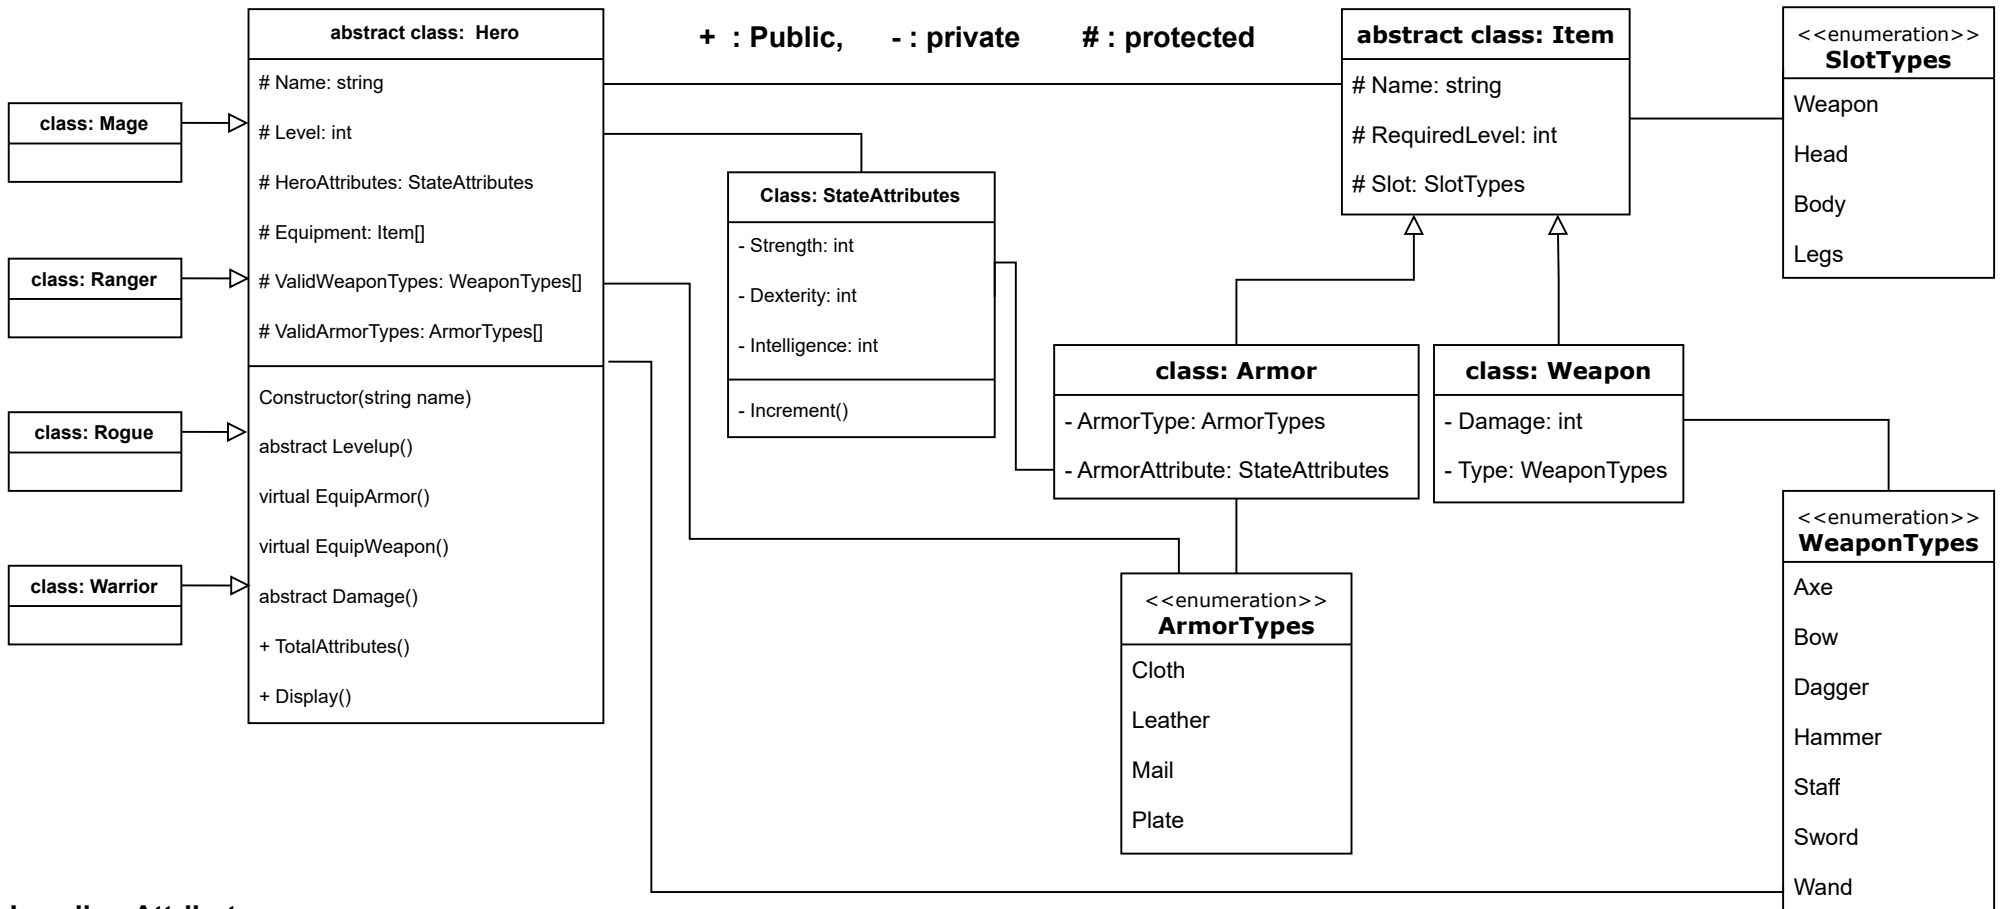 abstract class: Hero
# Name: string
# Level: int
# HeroAttributes: StateAttributes
# Equipment: Item[]
# ValidWeaponTypes: WeaponTypes[]
# ValidArmorTypes: ArmorTypes[]
Constructor(string name)
abstract Levelup()
virtual EquipArmor()
virtual EquipWeapon()
abstract Damage()
+ TotalAttributes()
+ Display()
class: Mage
class: Ranger
class: Rogue
class: Warrior
+ : Public, - : private # : protected
Class: StateAttributes
- Strength: int
- Dexterity: int
- Intelligence: int
- Increment()
abstract class: Item
# Name: string
# RequiredLevel: int
# Slot: SlotTypes
<<enumeration>>
SlotTypes
Weapon
Head
Body
Legs
class: Armor
- ArmorType: ArmorTypes
- ArmorAttribute: StateAttributes
class: Weapon
- Damage: int
- Type: WeaponTypes
<<enumeration>>
ArmorTypes
Cloth
Leather
Mail
Plate
<<enumeration>>
WeaponTypes
Axe
Bow
Dagger
Hammer
Staff
Sword
Wand